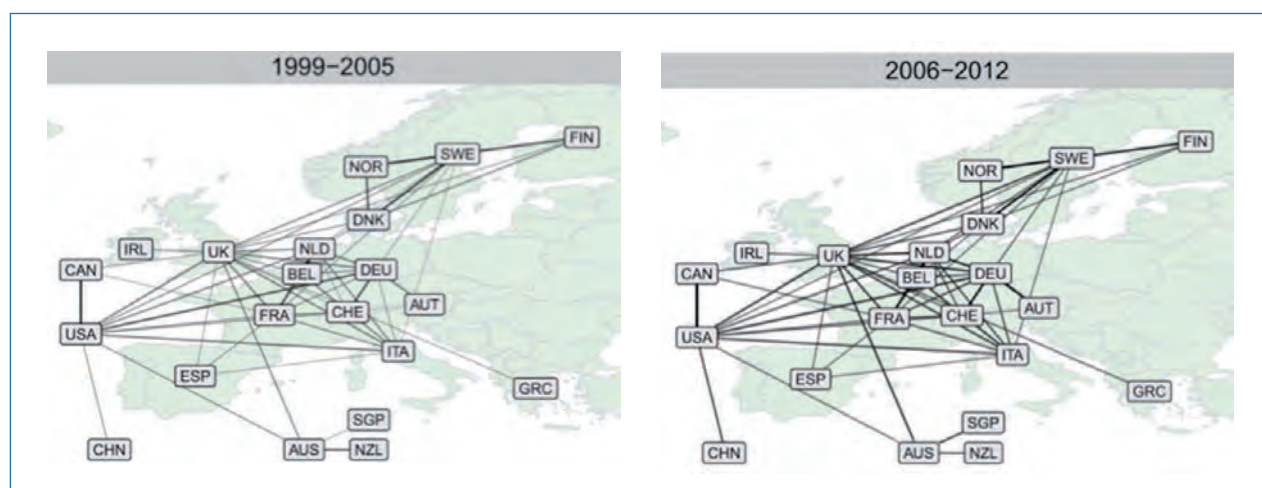 1999–2005
FIN
SWE
NOR
DNK
IRL
UK
NLD
CAN
BEL
DEU
AUT
FRA
CHE
USA
ITA
ESP
GRC
SGP
CHN
AUS
NZL
2006–2012
FIN
SWE
NOR
DNK
IRL
UK
NLD
CAN
BEL
DEU
AUT
FRA
CHE
USA
ITA
ESP
GRC
SGP
CHN
AUS
NZL